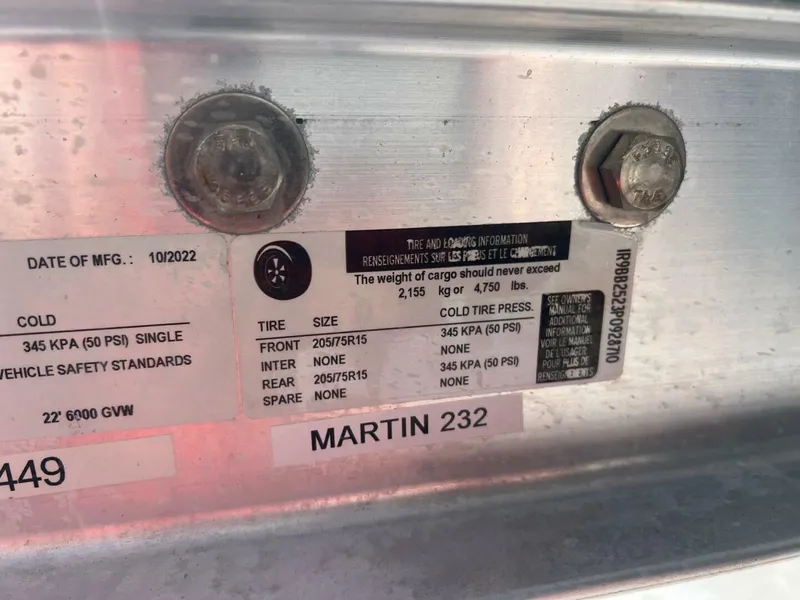 DATE OF MFG.: 10/2022
COLD
345 KPA (50 PSI) SINGLE
VEHICLE SAFETY STANDARDS
22' 6000 GVW
449
TIRE AND LOADING INFORMATION
RENSEIGNEMENTS SUR LES PNEUS ET LE CHARGEMENT
The weight of cargo should never exceed
2,155 kg or 4,750 lbs.
TIRE SIZE COLD TIRE PRESS.
FRONT 205/75R15 345 KPA (50 PSI)
INTER NONE NONE
REAR 205/75R15 345 KPA (50 PSI)
SPARE NONE NONE
SEE OWNER'S
MANUAL FOR
ADDITIONAL
INFORMATION
VOIR LE MANUEL
DE L'USAGER
POUR PLUS DE
RENSEIGNEMENTS
1R9BB2523P0928710
MARTIN 232